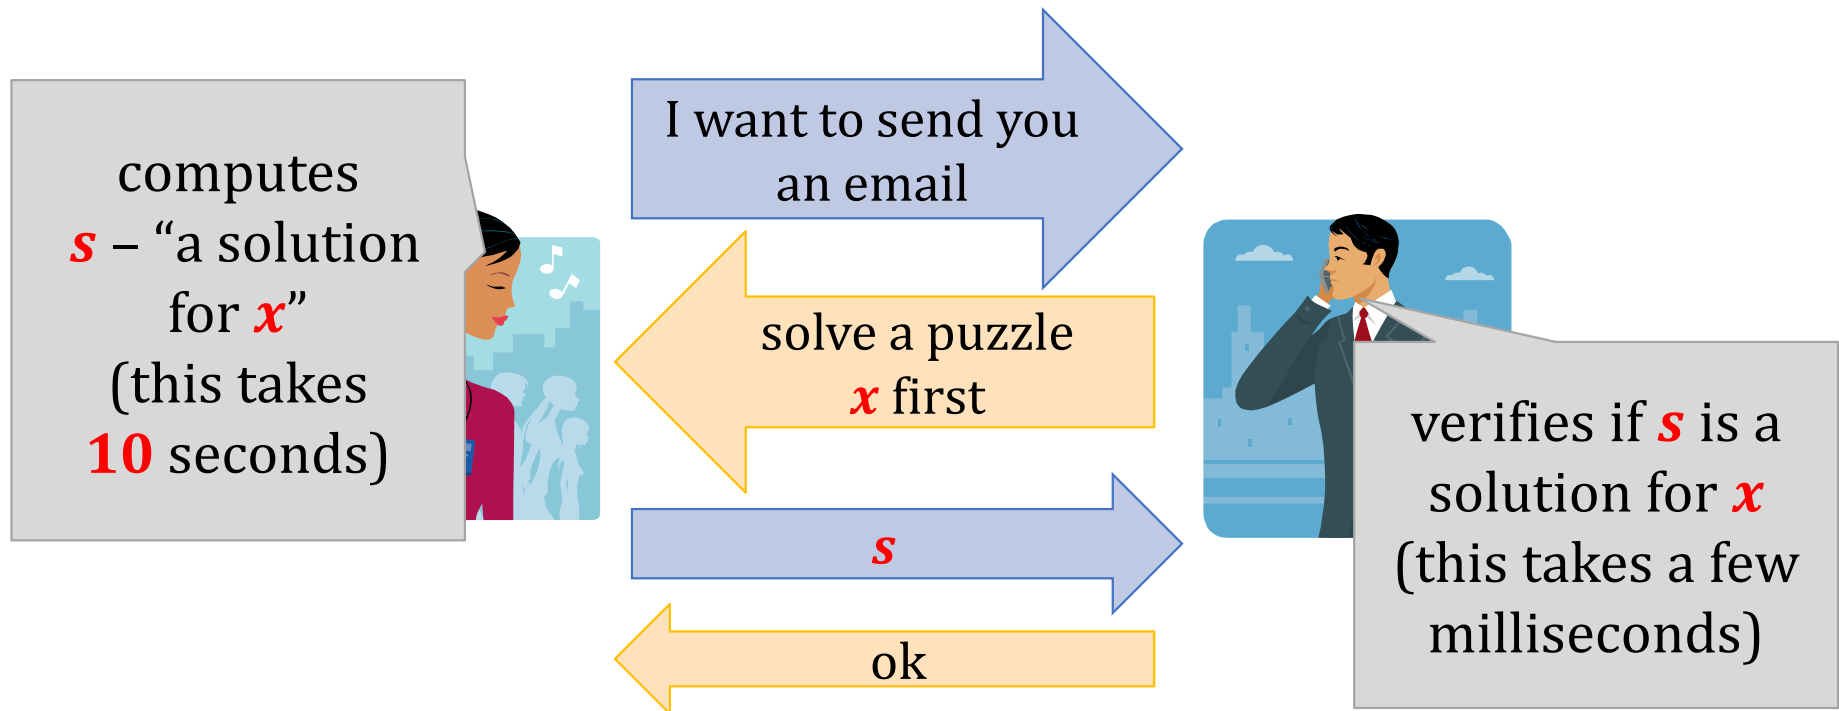 computes
s – “a solution
for x”
(this takes
10 seconds)
I want to send you
an email
solve a puzzle
x first
s
ok
verifies if s is a
solution for x
(this takes a few
milliseconds)